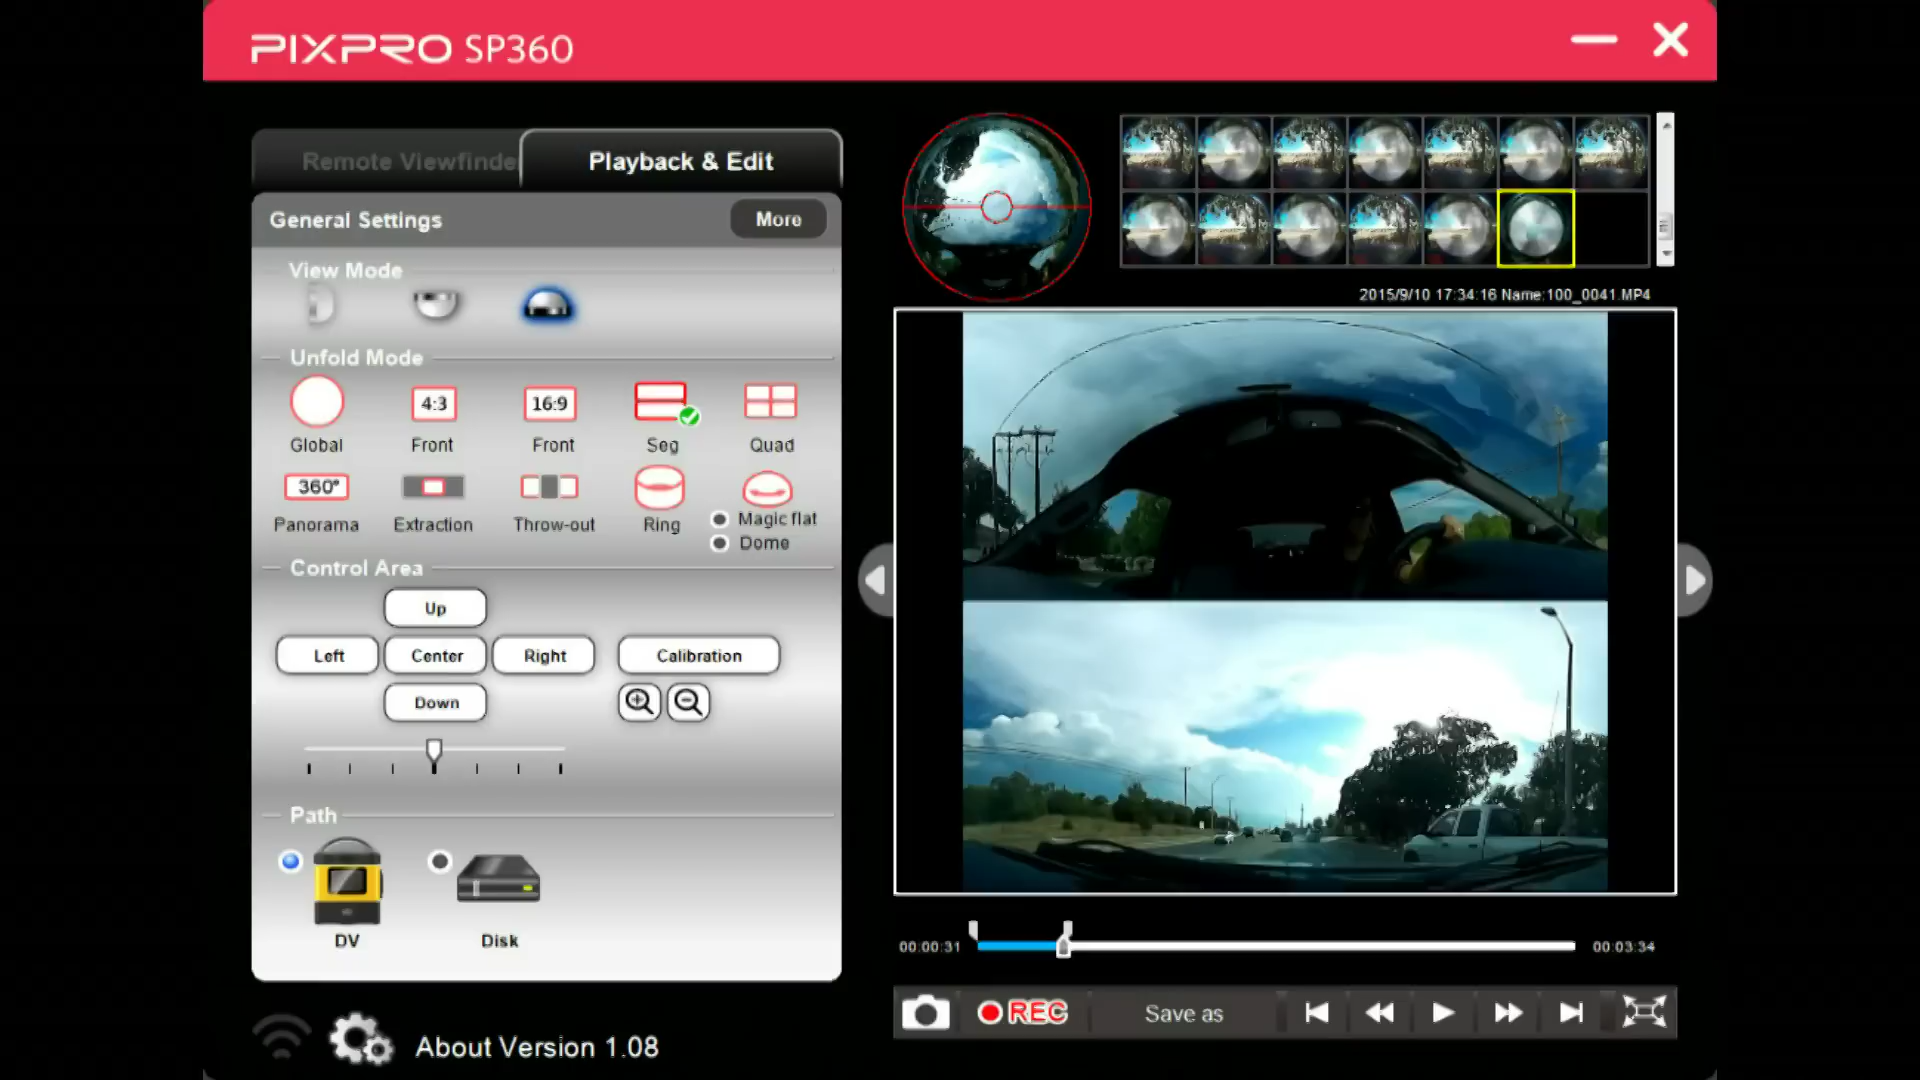 PIXPRO SP360
Remote Viewfinde
Playback & Edit
General Settings
More
View Mode
Unfold Mode
4:3
16:9
Global
Front
Front
Seg
Quad
360°
Panorama
Extraction
Throw-out
Ring
Magic flat
Dome
Control Area
Up
Left
Center
Right
Calibration
Down
Path
DV
Disk
About Version 1.08
2015/9/10 17:34:16 Name:100_0041.MP4
00:00:31
00:03:34
REC
Save as